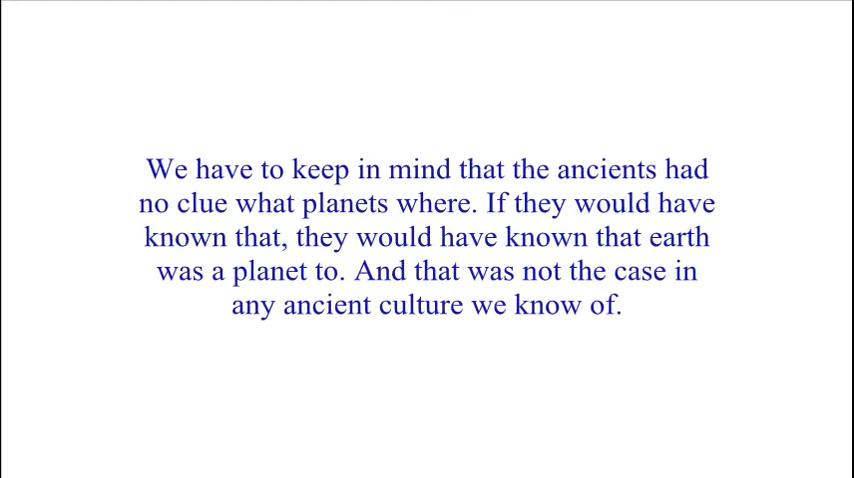 We have to keep in mind that the ancients had
no clue what planets where. If they would have
known that, they would have known that earth
was a planet to. And that was not the case in
any ancient culture we know of.